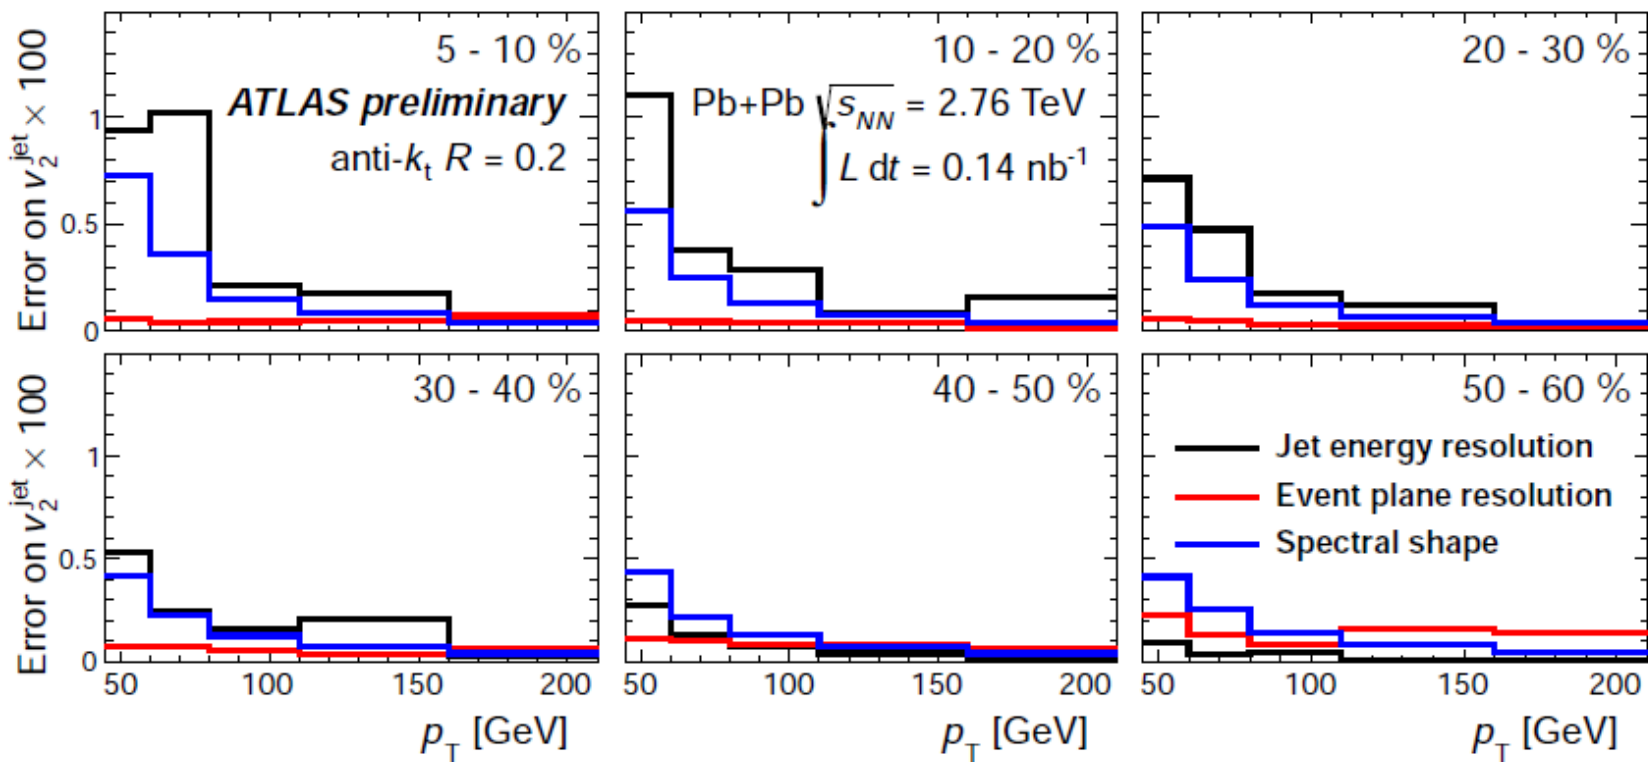 5 - 10 %
ATLAS preliminary
anti-kt R = 0.2
10 - 20 %
Pb+Pb √sNN = 2.76 TeV
∫ L dt = 0.14 nb-1
20 - 30 %
Error on v2jet × 100
1
0.5
0
30 - 40 %
40 - 50 %
50 - 60 %
Jet energy resolution
Event plane resolution
Spectral shape
Error on v2jet × 100
1
0.5
0
50 100 150 200
50 100 150 200
50 100 150 200
pT [GeV]
pT [GeV]
pT [GeV]